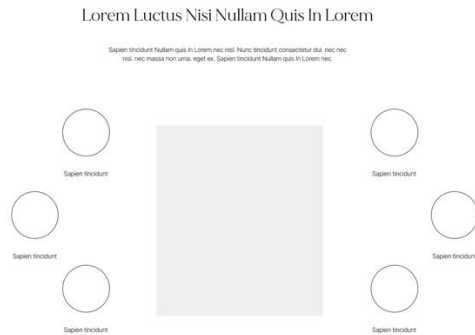 Lorem Luctus Nisi Nullam Quis In Lorem
Sapien tincidunt Nullam quis In Lorem nec nisl. Nunc tincidunt consectetur dui. nec nec
nisl. nec massa non urna. eget ex. Sapien tincidunt Nullam quis In Lorem nec.
Sapien tincidunt
Sapien tincidunt
Sapien tincidunt
Sapien tincidunt
Sapien tincidunt
Sapien tincidunt